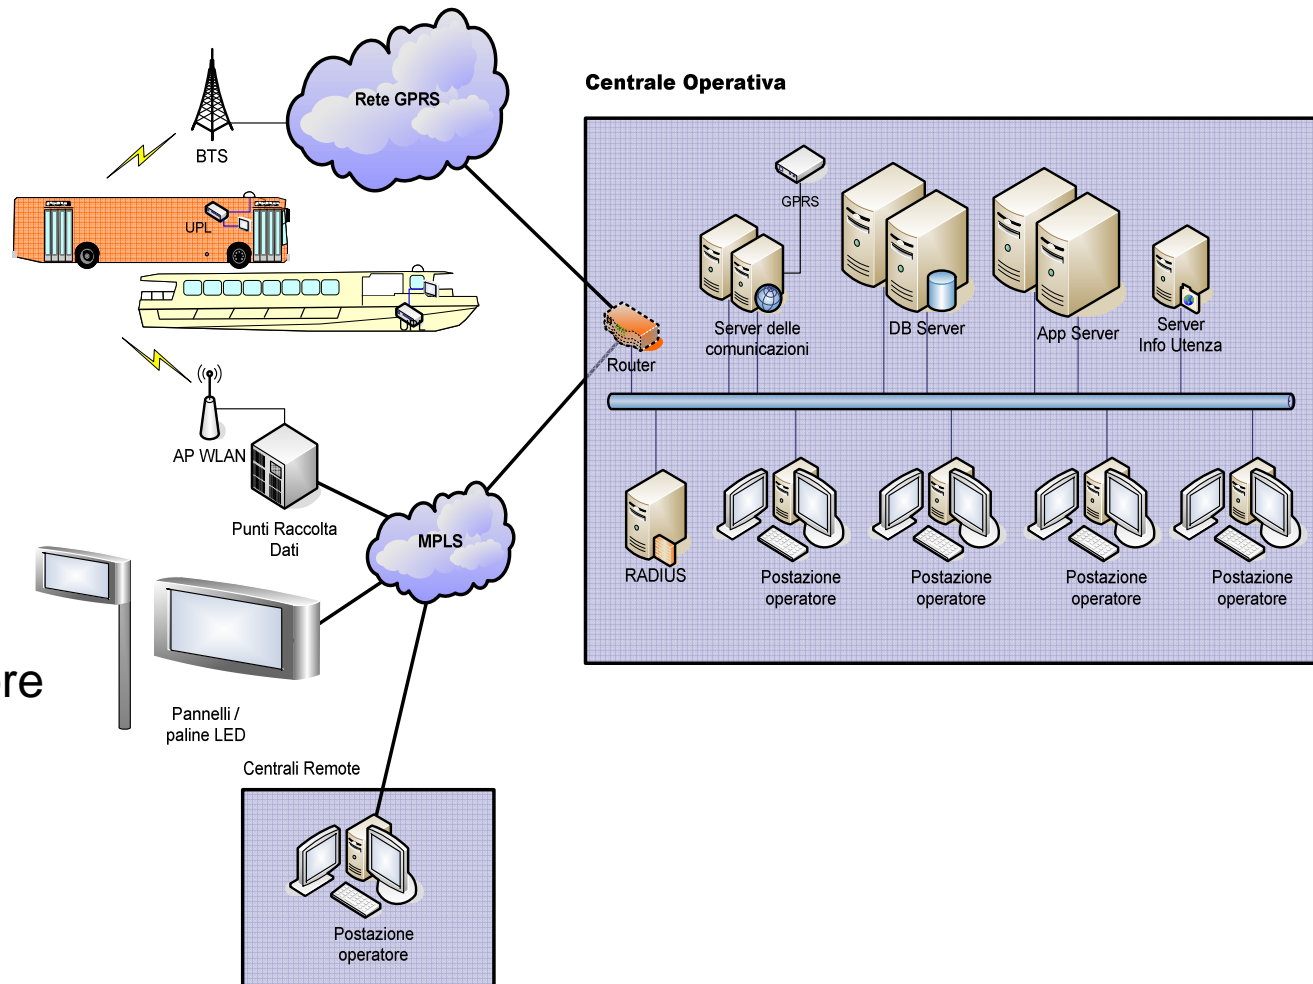 Rete GPRS
BTS
UPL
AP WLAN
Punti Raccolta
Dati
MPLS
re
Pannelli /
paline LED
Centrali Remote
Postazione
operatore
Centrale Operativa
GPRS
Server delle
comunicazioni
DB Server
App Server
Server
Info Utenza
Router
RADIUS
Postazione
operatore
Postazione
operatore
Postazione
operatore
Postazione
operatore